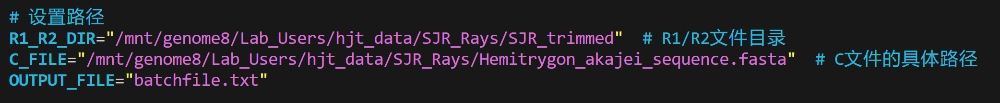 # 设置路径
R1_R2_DIR="/mnt/genome8/Lab_Users/hjt_data/SJR_Rays/SJR_trimmed"  # R1/R2文件目录
C_FILE="/mnt/genome8/Lab_Users/hjt_data/SJR_Rays/Hemitrygon_akajei_sequence.fasta"  # C文件的具体路径
OUTPUT_FILE="batchfile.txt"